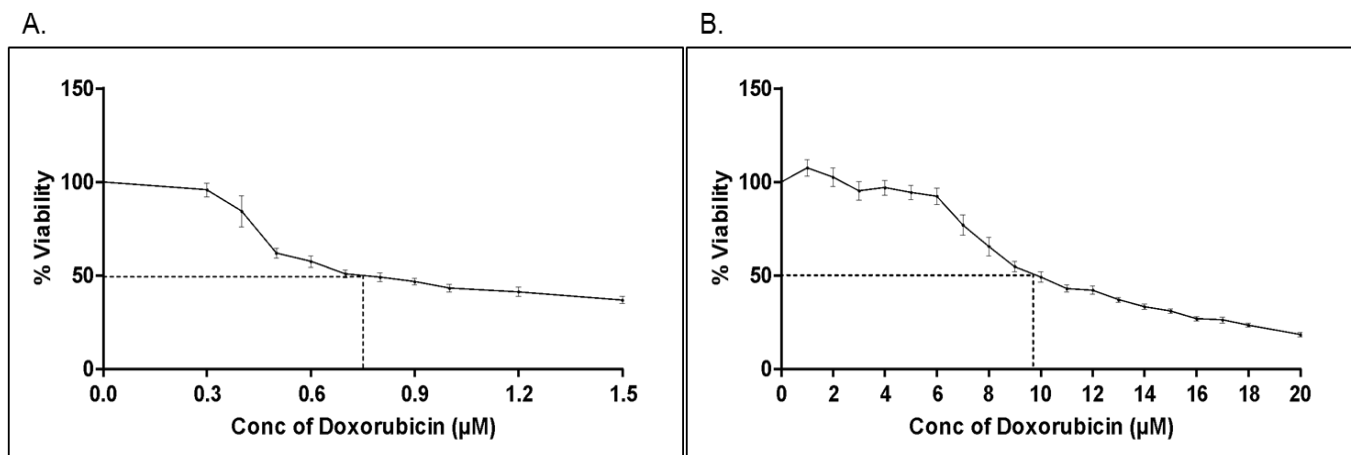 A.
150
100
50
0
% Viability
0.0 0.3 0.6 0.9 1.2 1.5
Conc of Doxorubicin (µM)
B.
150
100
50
0
% Viability
0 2 4 6 8 10 12 14 16 18 20
Conc of Doxorubicin (µM)